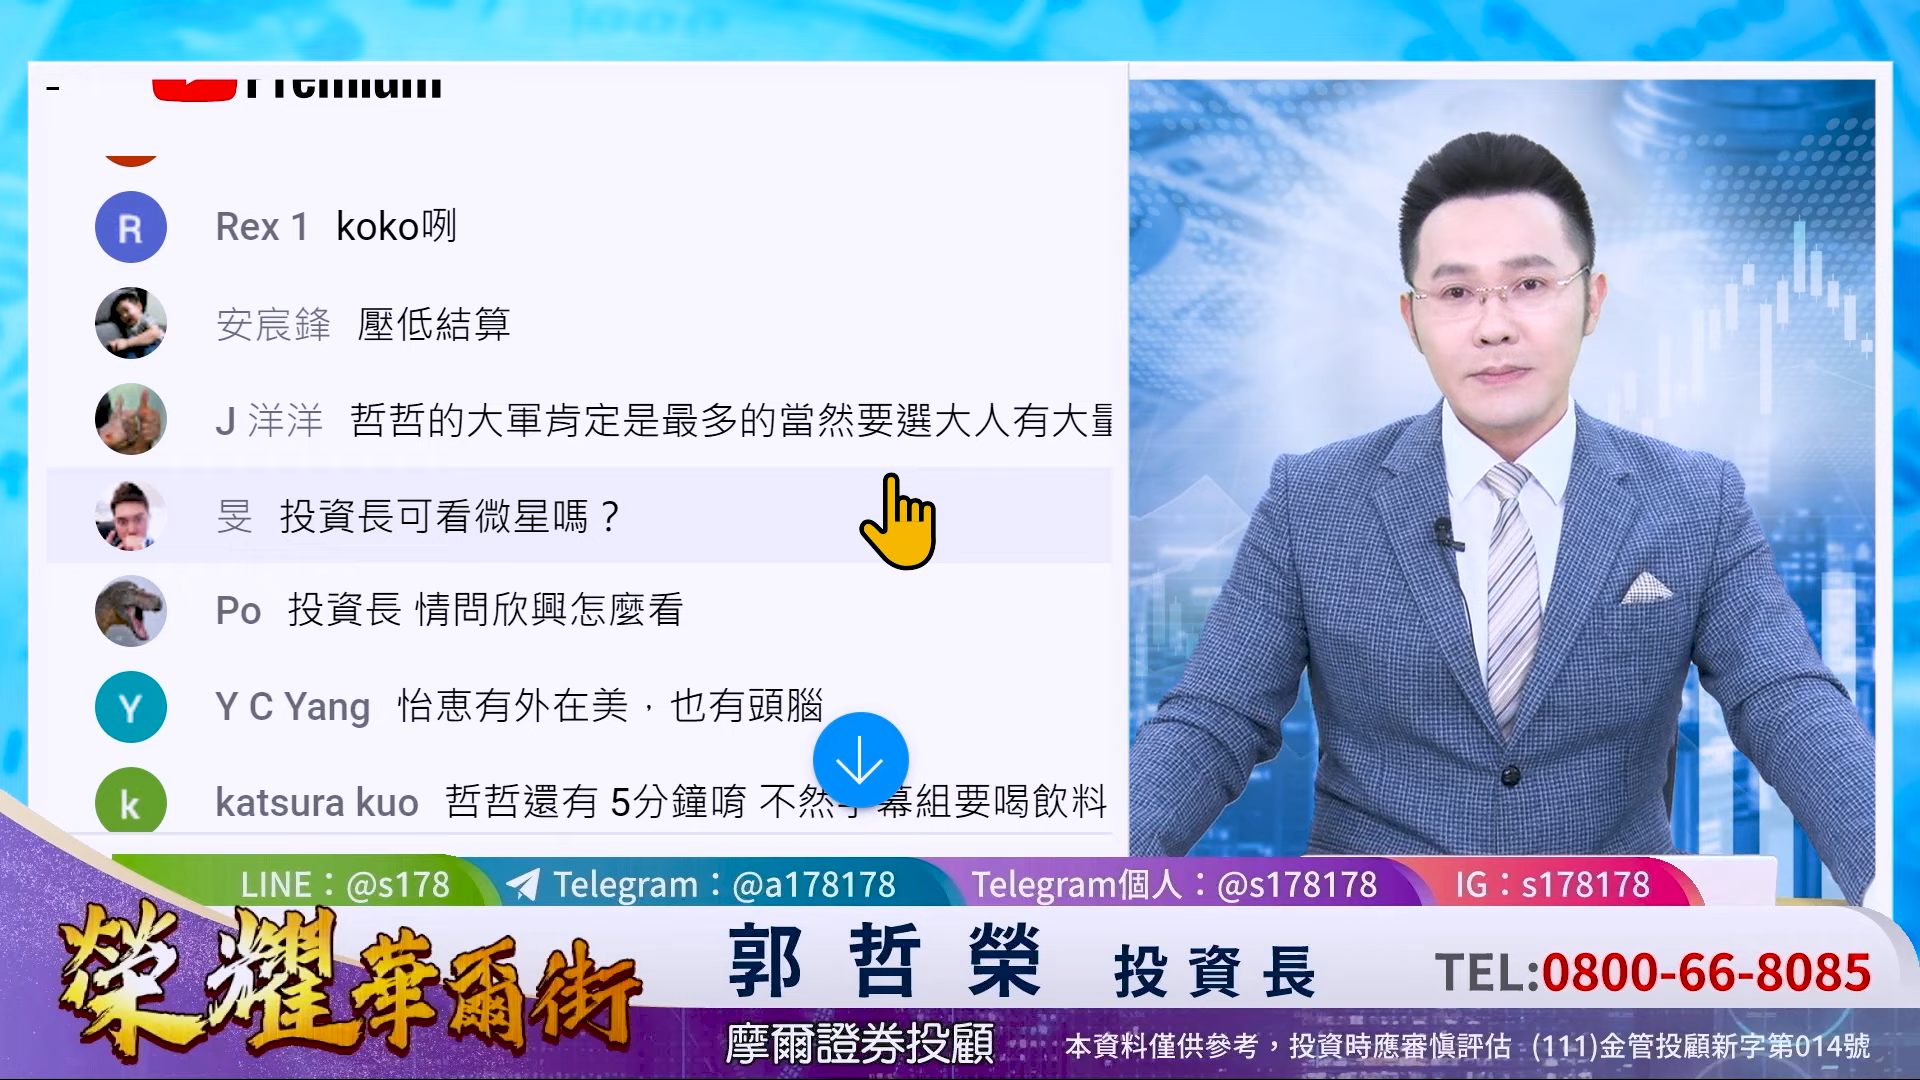 Premium
R
Rex 1 koko咧
安宸鋒 壓低結算
J 洋洋 哲哲的大軍肯定是最多的當然要選大人有大量
旻 投資長可看微星嗎？
Po 投資長 情問欣興怎麼看
Y
Y C Yang 怡惠有外在美，也有頭腦
k
katsura kuo 哲哲還有 5分鐘唷 不然字幕組要喝飲料
LINE：@s178
Telegram：@a178178
Telegram個人：@s178178
IG：s178178
榮耀華爾街
郭哲榮 投資長
TEL:0800-66-8085
摩爾證券投顧
本資料僅供參考，投資時應審慎評估 (111)金管投顧新字第014號